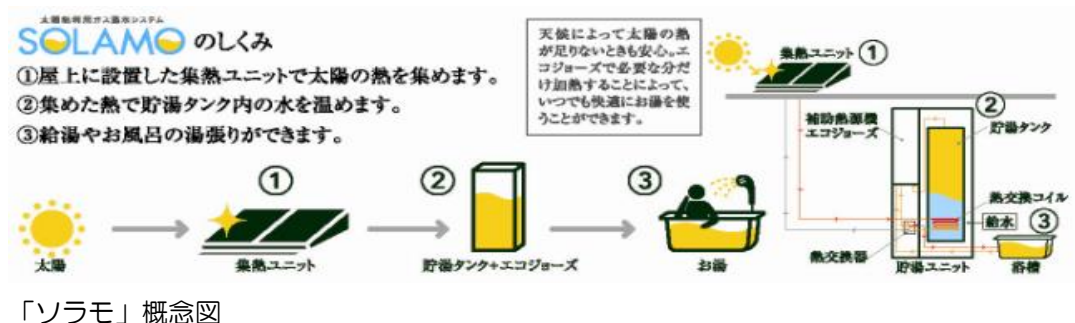 太陽熱利用ガス温水システム
SOLAMO のしくみ
①屋上に設置した集熱ユニットで太陽の熱を集めます。
②集めた熱で貯湯タンク内の水を温めます。
③給湯やお風呂の湯張りができます。
天候によって太陽の熱
が足りないときも安心。エ
コジョーズで必要な分だ
け加熱することによって、
いつでも快適にお湯を使
うことができます。
① ② ③
太陽
集熱ユニット
貯湯タンク+エコジョーズ
お湯
集熱ユニット ①
補助熱源機
エコジョーズ
②
貯湯タンク
熱交換コイル
給水 ③
熱交換器
貯湯ユニット
浴槽
「ソラモ」概念図